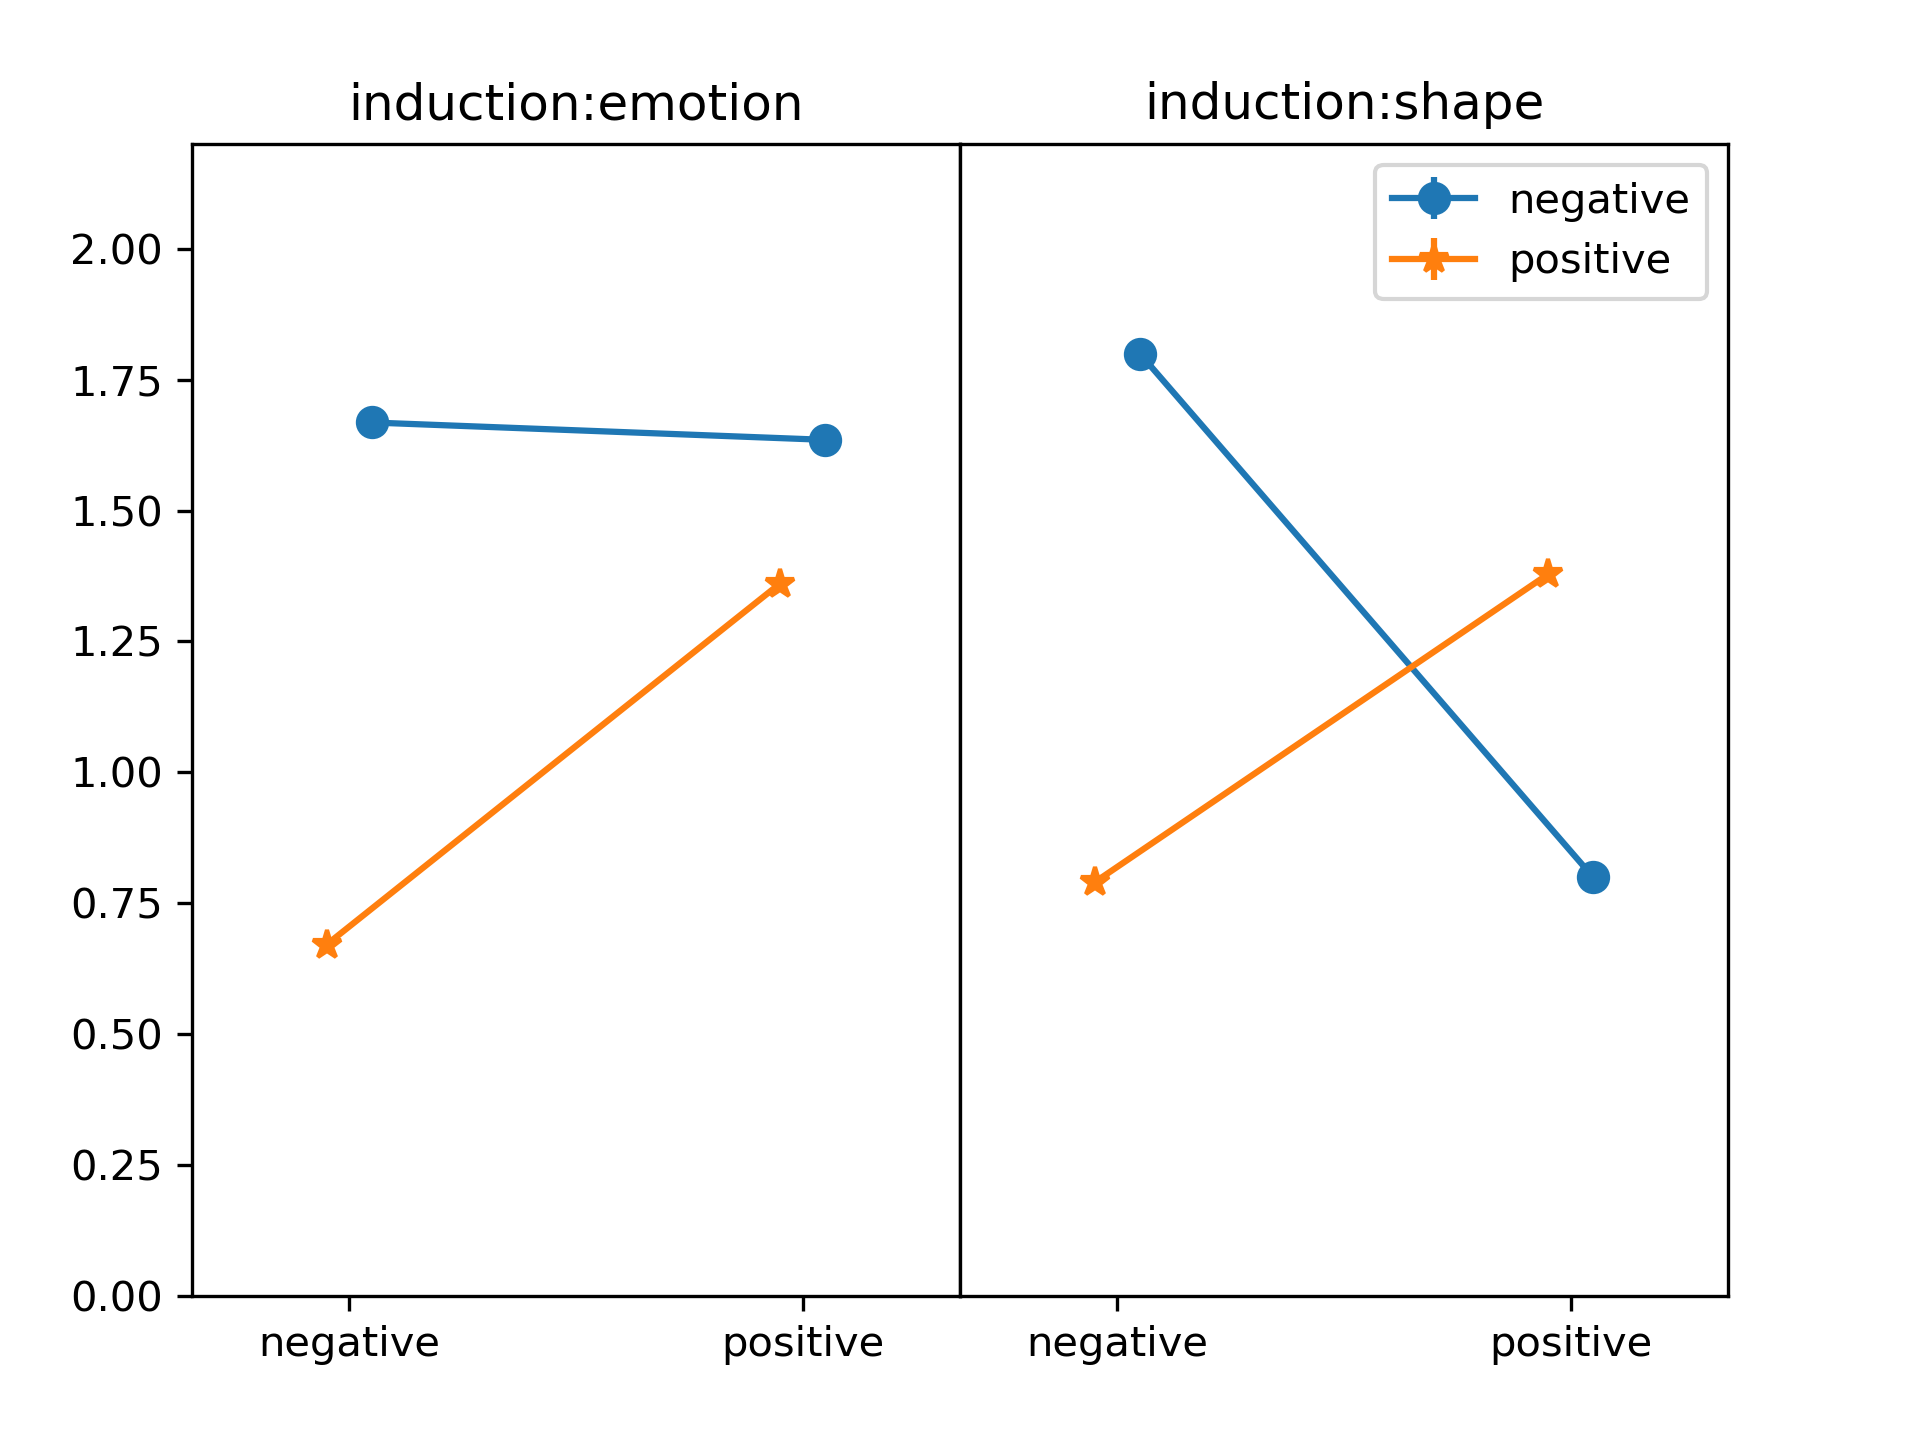 induction:emotion
induction:shape
negative
positive
2.00
1.75
1.50
1.25
1.00
0.75
0.50
0.25
0.00
negative
positive
negative
positive